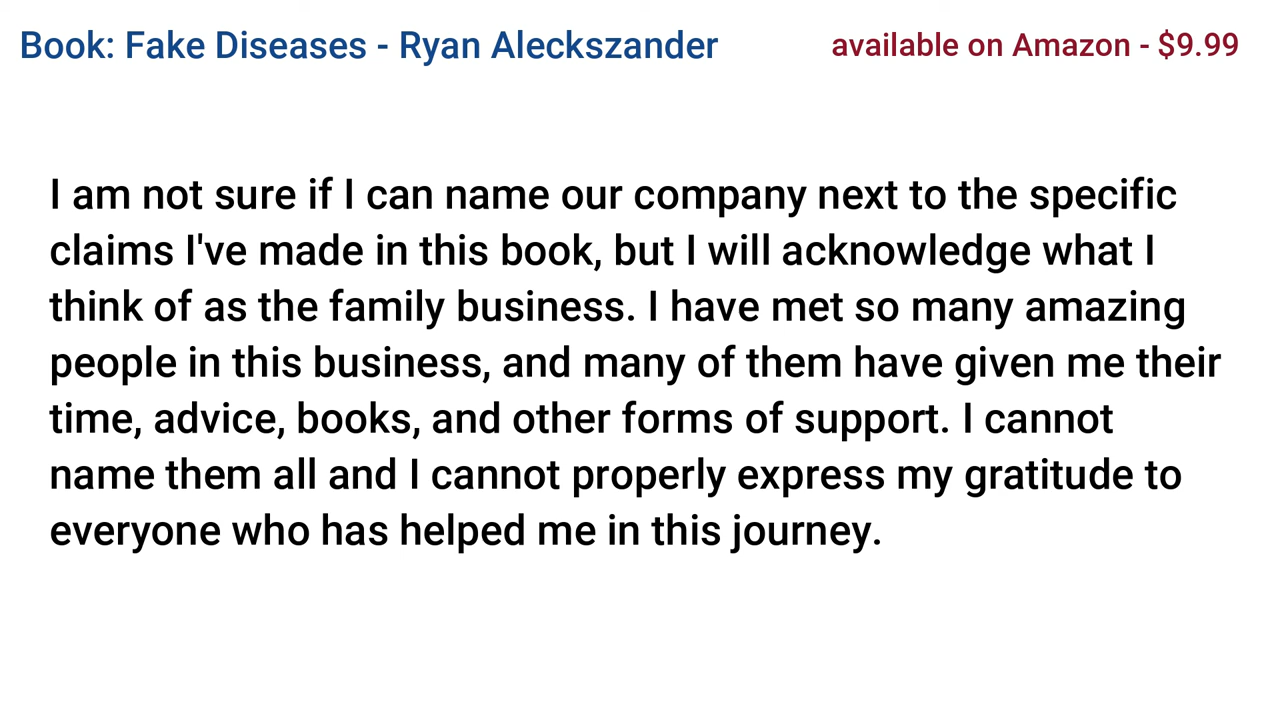 Book: Fake Diseases - Ryan Aleckszander
available on Amazon - $9.99
I am not sure if I can name our company next to the specific
claims I've made in this book, but I will acknowledge what I
think of as the family business. I have met so many amazing
people in this business, and many of them have given me their
time, advice, books, and other forms of support. I cannot
name them all and I cannot properly express my gratitude to
everyone who has helped me in this journey.